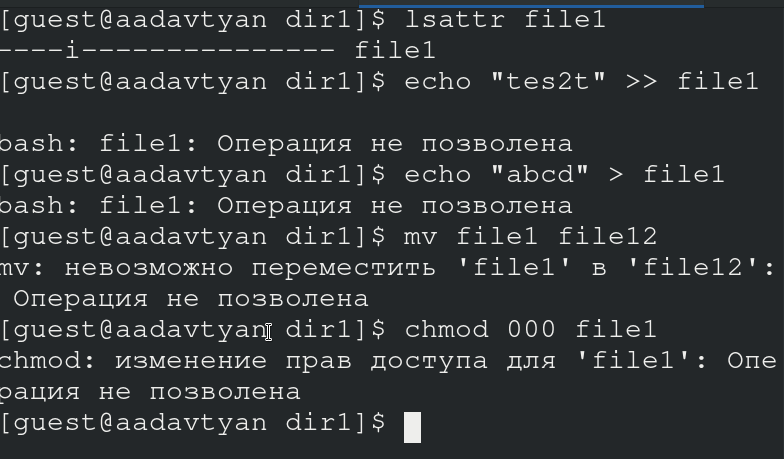 [guest@aadavtyan dir1]$ lsattr file1
----i--------------- file1
[guest@aadavtyan dir1]$ echo "tes2t" >> file1
bash: file1: Операция не позволена
[guest@aadavtyan dir1]$ echo "abcd" > file1
bash: file1: Операция не позволена
[guest@aadavtyan dir1]$ mv file1 file12
mv: невозможно переместить 'file1' в 'file12':
Операция не позволена
[guest@aadavtyan dir1]$ chmod 000 file1
chmod: изменение прав доступа для 'file1': Опе
рация не позволена
[guest@aadavtyan dir1]$